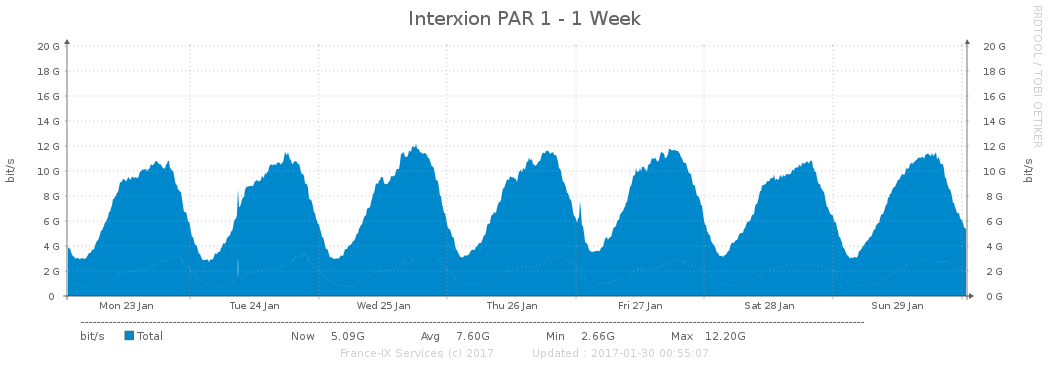 Interxion PAR 1 - 1 Week
RRDTOOL / TOBI OETIKER
bit/s
bit/s
20 G 20 G
18 G 18 G
16 G 16 G
14 G 14 G
12 G 12 G
10 G 10 G
8 G 8 G
6 G 6 G
4 G 4 G
2 G 2 G
0 0 G
Mon 23 Jan Tue 24 Jan Wed 25 Jan Thu 26 Jan Fri 27 Jan Sat 28 Jan Sun 29 Jan
bit/s Total Now 5.09G Avg 7.60G Min 2.66G Max 12.20G
France-IX Services (c) 2017 Updated : 2017-01-30 00:55:07